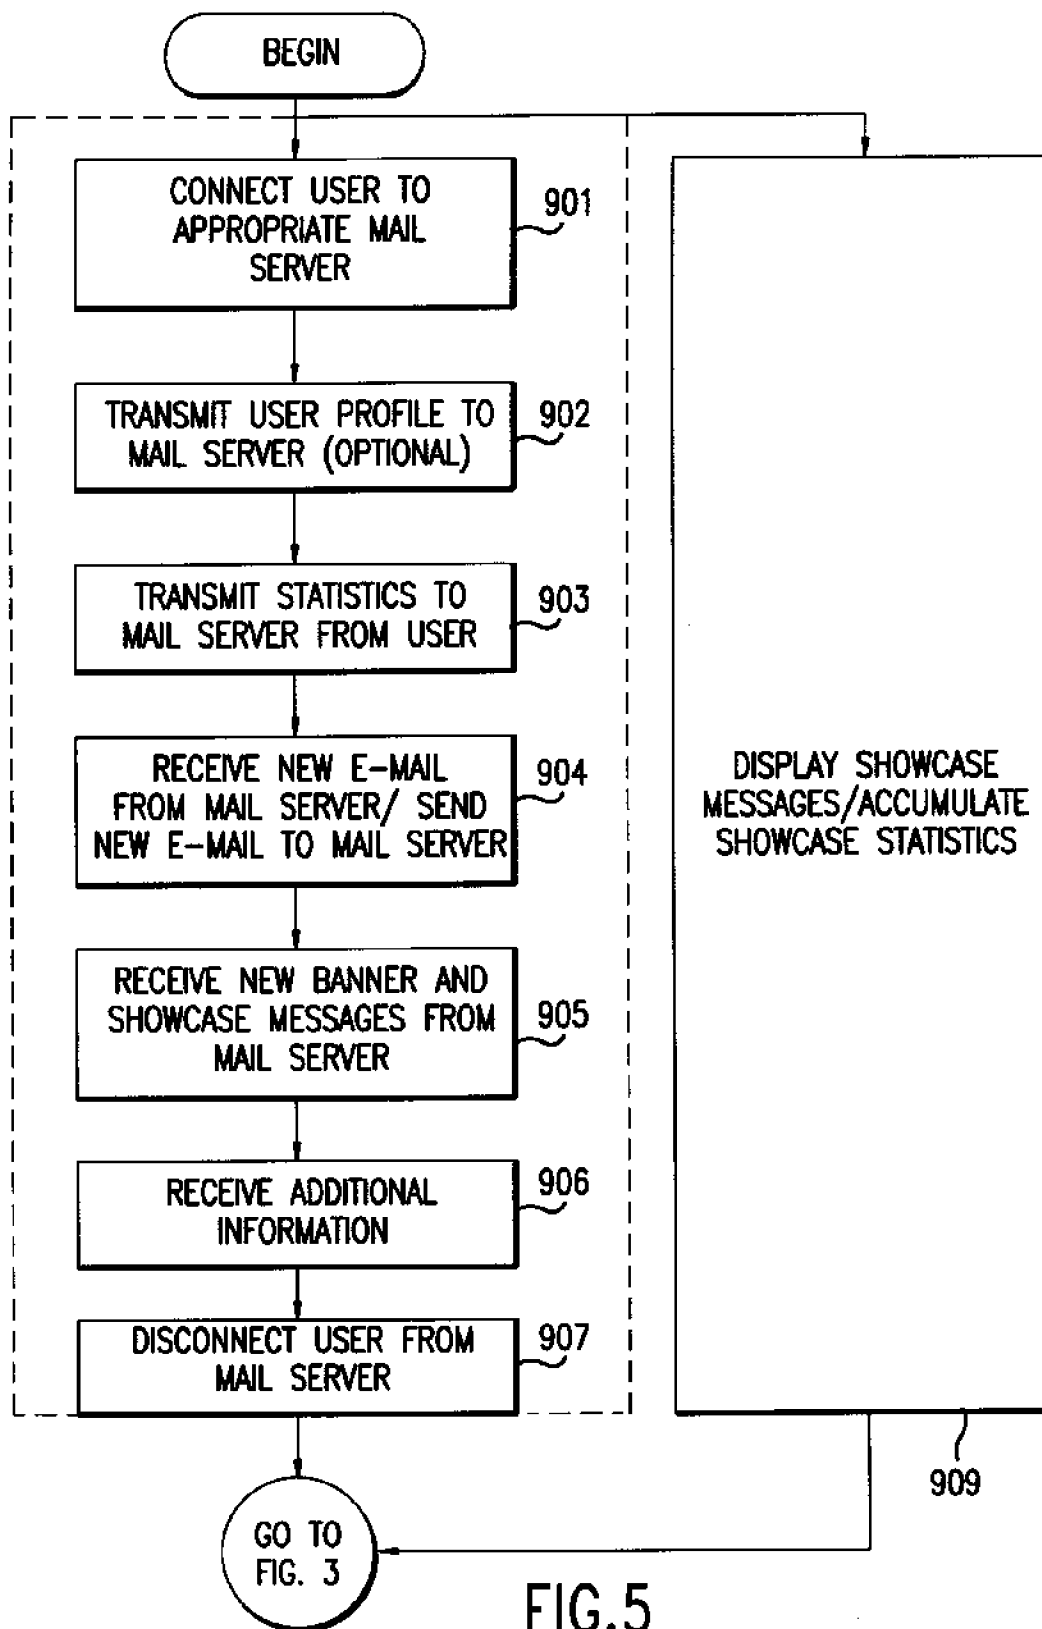 BEGIN
CONNECT USER TO
APPROPRIATE MAIL
SERVER
901
TRANSMIT USER PROFILE TO
MAIL SERVER (OPTIONAL)
902
TRANSMIT STATISTICS TO
MAIL SERVER FROM USER
903
RECEIVE NEW E-MAIL
FROM MAIL SERVER/ SEND
NEW E-MAIL TO MAIL SERVER
904
RECEIVE NEW BANNER AND
SHOWCASE MESSAGES FROM
MAIL SERVER
905
RECEIVE ADDITIONAL
INFORMATION
906
DISCONNECT USER FROM
MAIL SERVER
907
DISPLAY SHOWCASE
MESSAGES/ACCUMULATE
SHOWCASE STATISTICS
909
GO TO
FIG. 3
FIG.5